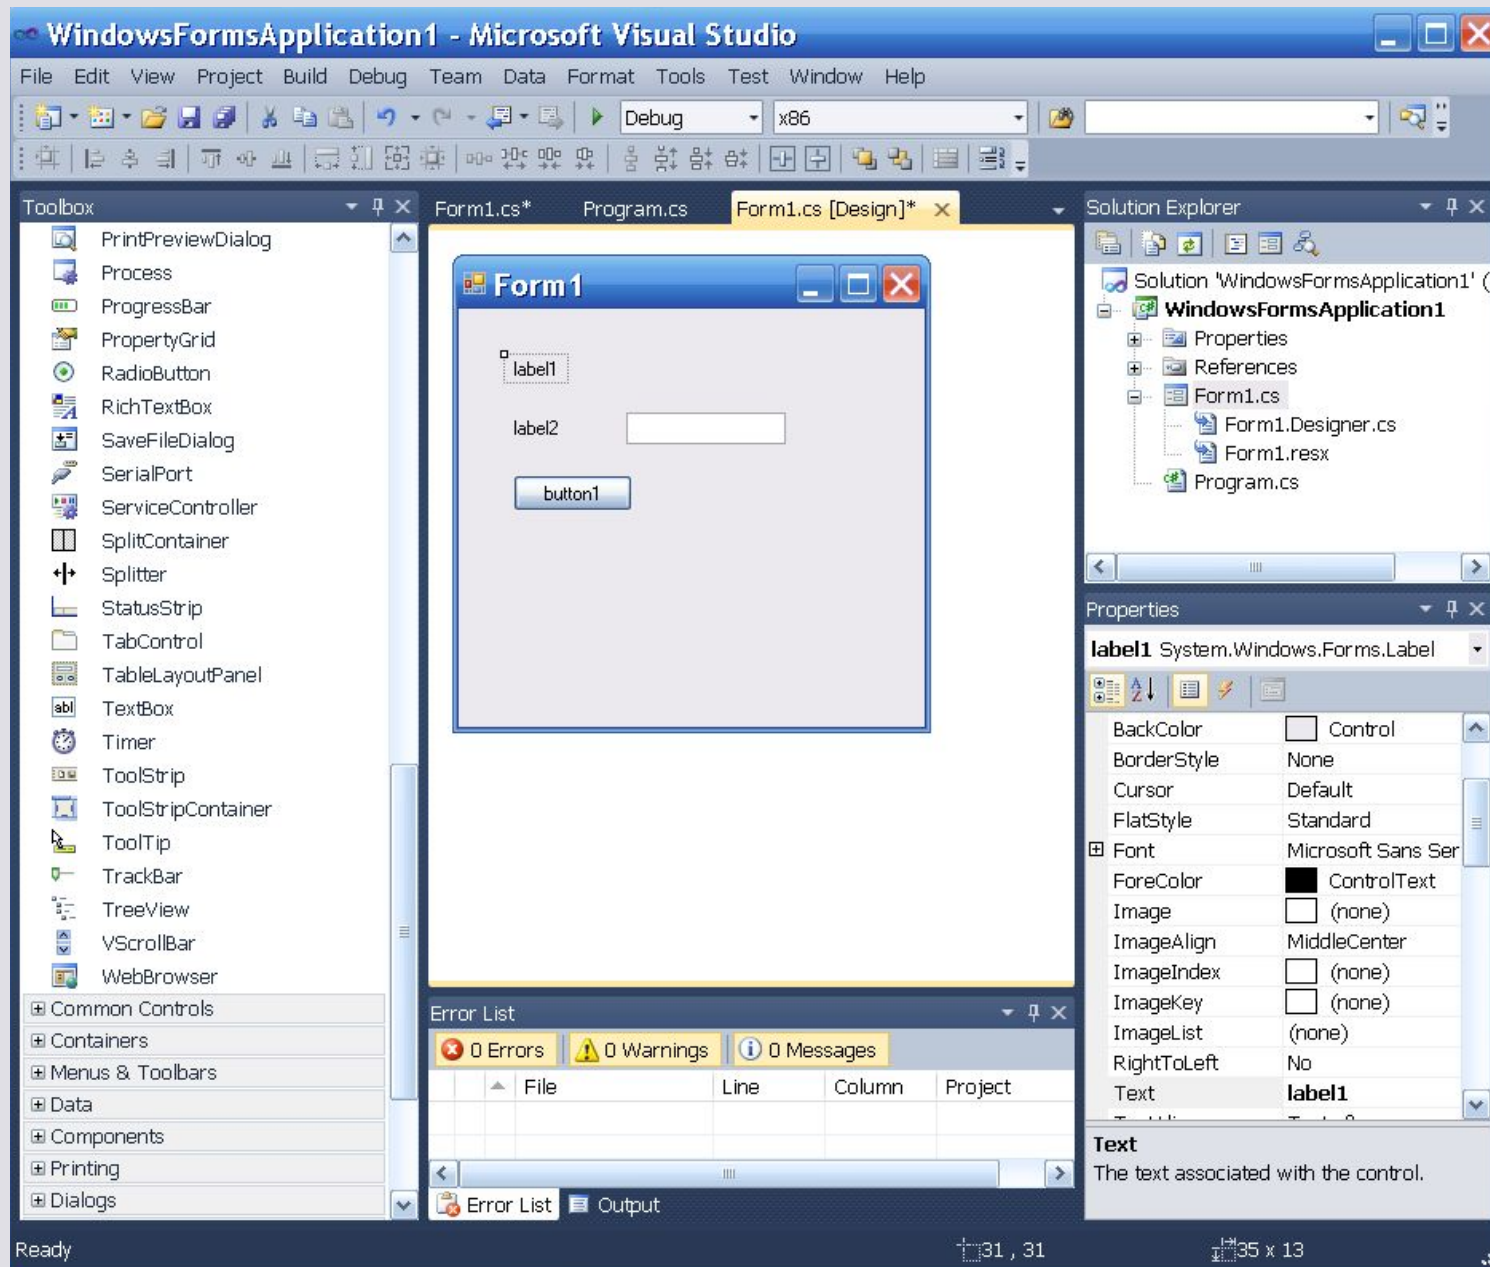 WindowsFormsApplication1 - Microsoft Visual Studio
File Edit View Project Build Debug Team Data Format Tools Test Window Help
Debug x86
Toolbox
PrintPreviewDialog
Process
ProgressBar
PropertyGrid
RadioButton
RichTextBox
SaveFileDialog
SerialPort
ServiceController
SplitContainer
Splitter
StatusStrip
TabControl
TableLayoutPanel
abl TextBox
Timer
ToolStrip
ToolStripContainer
ToolTip
TrackBar
TreeView
VScrollBar
WebBrowser
Common Controls
Containers
Menus & Toolbars
Data
Components
Printing
Dialogs
Form1.cs* Program.cs Form1.cs [Design]*
Form1
label1
label2
button1
Error List
0 Errors 0 Warnings 0 Messages
File Line Column Project
Error List Output
Solution Explorer
Solution 'WindowsFormsApplication1' (
WindowsFormsApplication1
Properties
References
Form1.cs
Form1.Designer.cs
Form1.resx
Program.cs
Properties
label1 System.Windows.Forms.Label
BackColor Control
BorderStyle None
Cursor Default
FlatStyle Standard
Font Microsoft Sans Ser
ForeColor ControlText
Image (none)
ImageAlign MiddleCenter
ImageIndex (none)
ImageKey (none)
ImageList (none)
RightToLeft No
Text label1
Text
The text associated with the control.
Ready 31 , 31 35 x 13